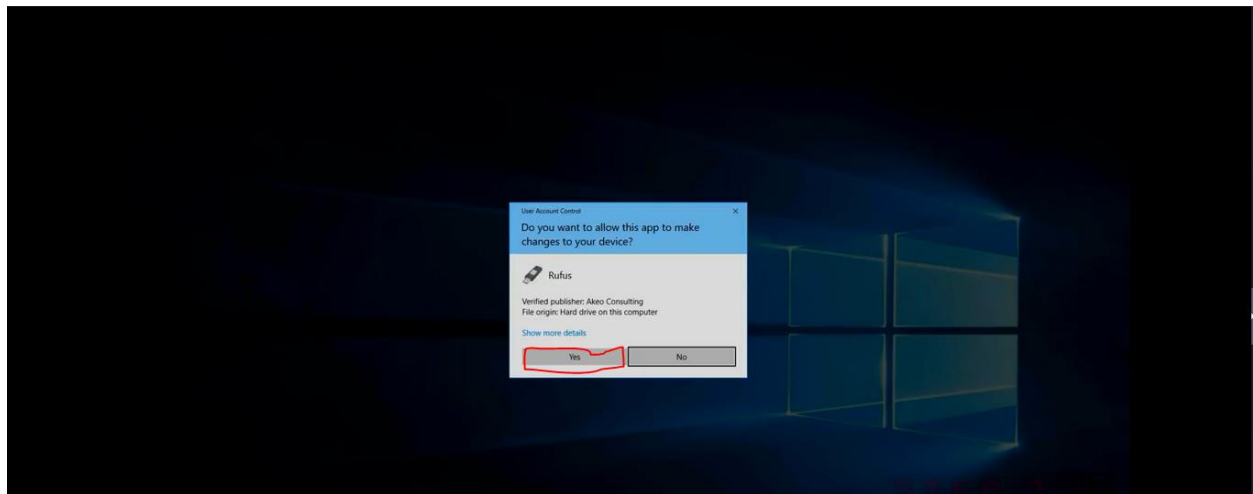 User Account Control
Do you want to allow this app to make
changes to your device?
Rufus
Verified publisher: Akeo Consulting
File origin: Hard drive on this computer
Show more details
Yes
No